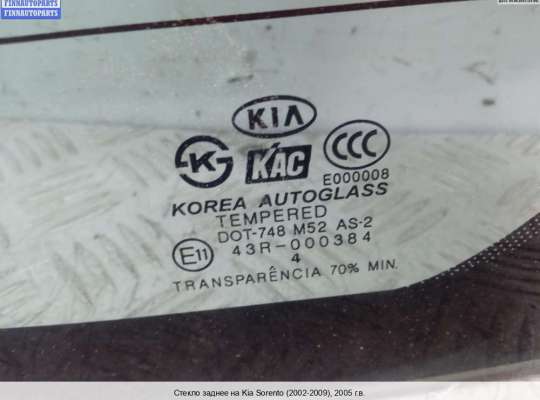 FINNAUTOPARTS
FINNAUTOPARTS
KIA
KS
KAC
CCC
E000008
KOREA AUTOGLASS
TEMPERED
DOT-748 M52 AS-2
E11
43R-000384
4
TRANSPARÊNCIA 70% MIN.
Стекло заднее на Kia Sorento (2002-2009), 2005 г.в.